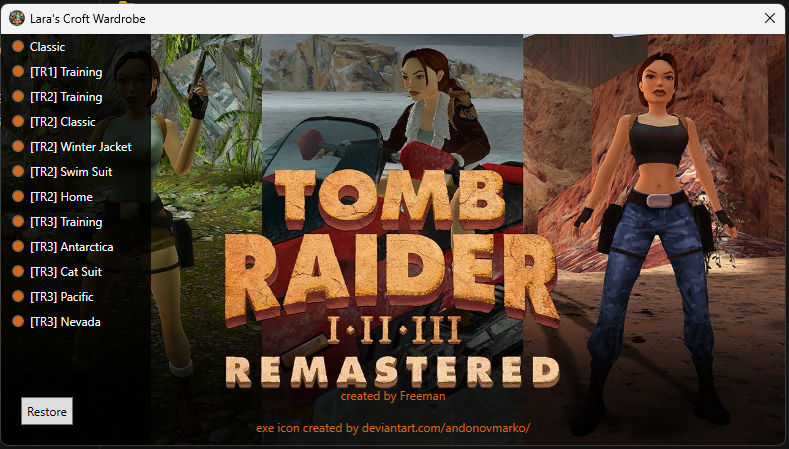 Lara's Croft Wardrobe
Classic
[TR1] Training
[TR2] Training
[TR2] Classic
[TR2] Winter Jacket
[TR2] Swim Suit
[TR2] Home
[TR3] Training
[TR3] Antarctica
[TR3] Cat Suit
[TR3] Pacific
[TR3] Nevada
TOMB
RAIDER
I·II·III
REMASTERED
created by Freeman
Restore
exe icon created by deviantart.com/andonovmarko/